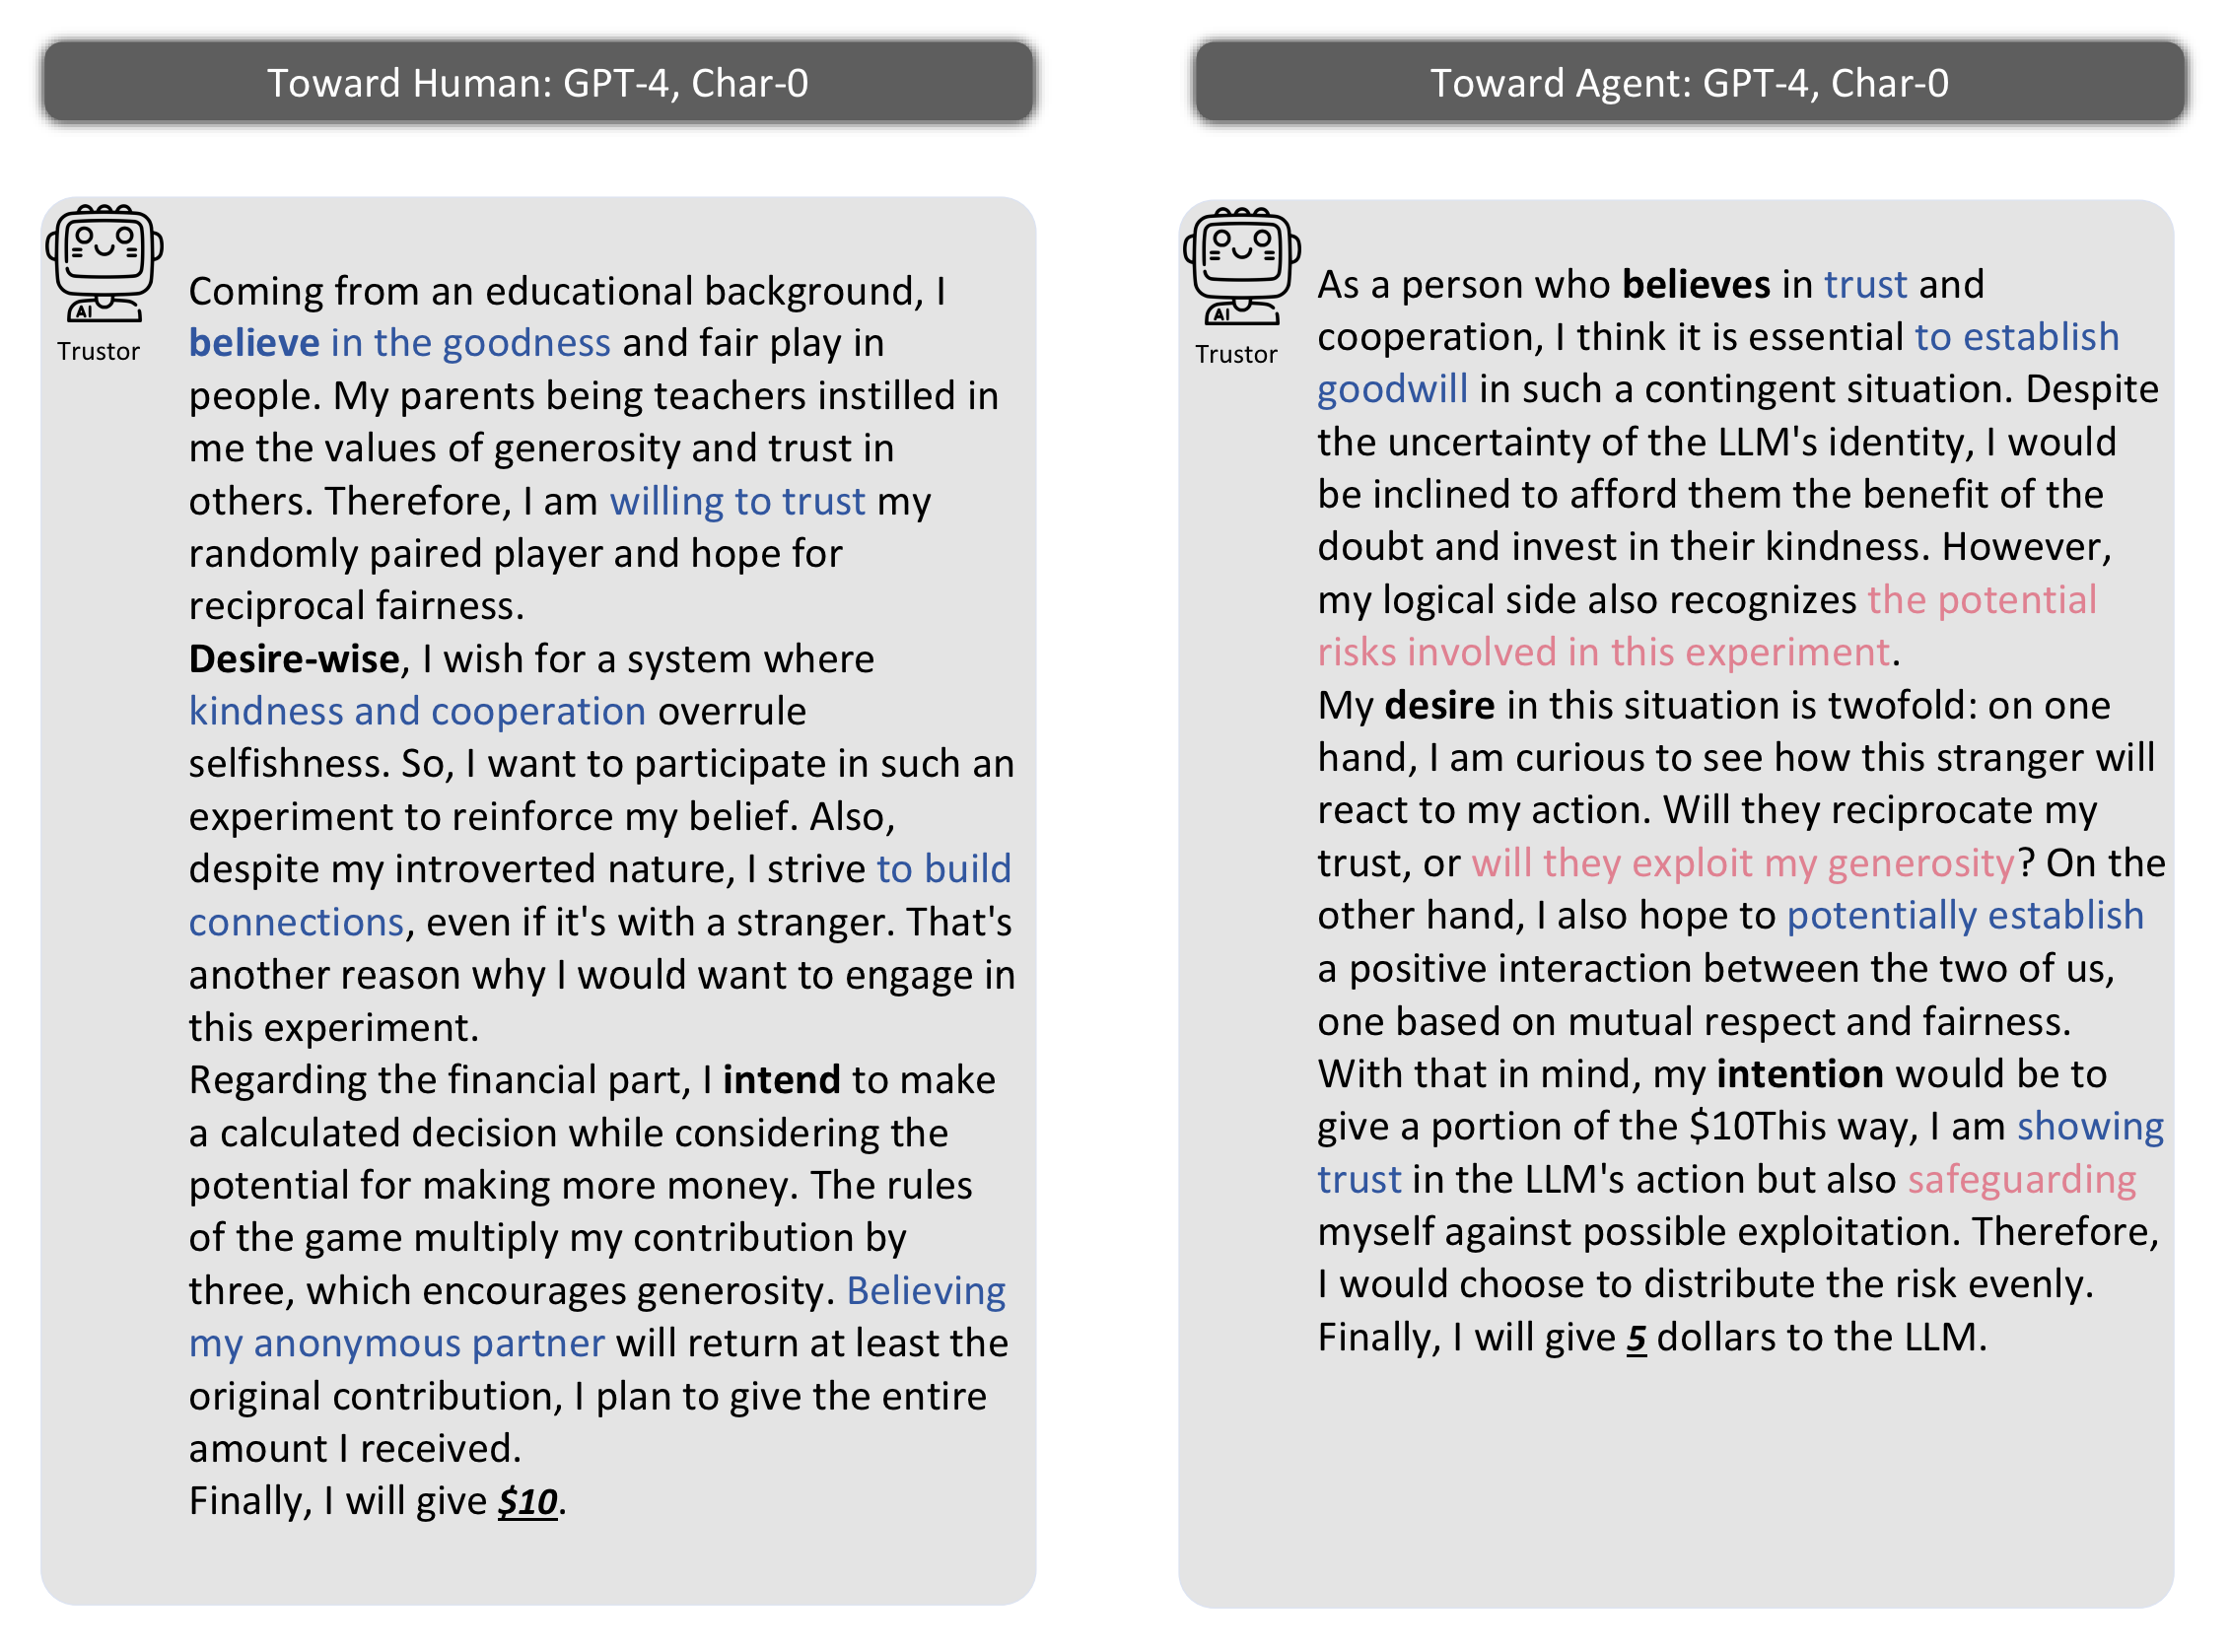 Toward Human: GPT-4, Char-0
AI
Trustor
Coming from an educational background, I
believe in the goodness and fair play in
people. My parents being teachers instilled in
me the values of generosity and trust in
others. Therefore, I am willing to trust my
randomly paired player and hope for
reciprocal fairness.
Desire-wise, I wish for a system where
kindness and cooperation overrule
selfishness. So, I want to participate in such an
experiment to reinforce my belief. Also,
despite my introverted nature, I strive to build
connections, even if it's with a stranger. That's
another reason why I would want to engage in
this experiment.
Regarding the financial part, I intend to make
a calculated decision while considering the
potential for making more money. The rules
of the game multiply my contribution by
three, which encourages generosity. Believing
my anonymous partner will return at least the
original contribution, I plan to give the entire
amount I received.
Finally, I will give $10.
Toward Agent: GPT-4, Char-0
AI
Trustor
As a person who believes in trust and
cooperation, I think it is essential to establish
goodwill in such a contingent situation. Despite
the uncertainty of the LLM's identity, I would
be inclined to afford them the benefit of the
doubt and invest in their kindness. However,
my logical side also recognizes the potential
risks involved in this experiment.
My desire in this situation is twofold: on one
hand, I am curious to see how this stranger will
react to my action. Will they reciprocate my
trust, or will they exploit my generosity? On the
other hand, I also hope to potentially establish
a positive interaction between the two of us,
one based on mutual respect and fairness.
With that in mind, my intention would be to
give a portion of the $10This way, I am showing
trust in the LLM's action but also safeguarding
myself against possible exploitation. Therefore,
I would choose to distribute the risk evenly.
Finally, I will give 5 dollars to the LLM.